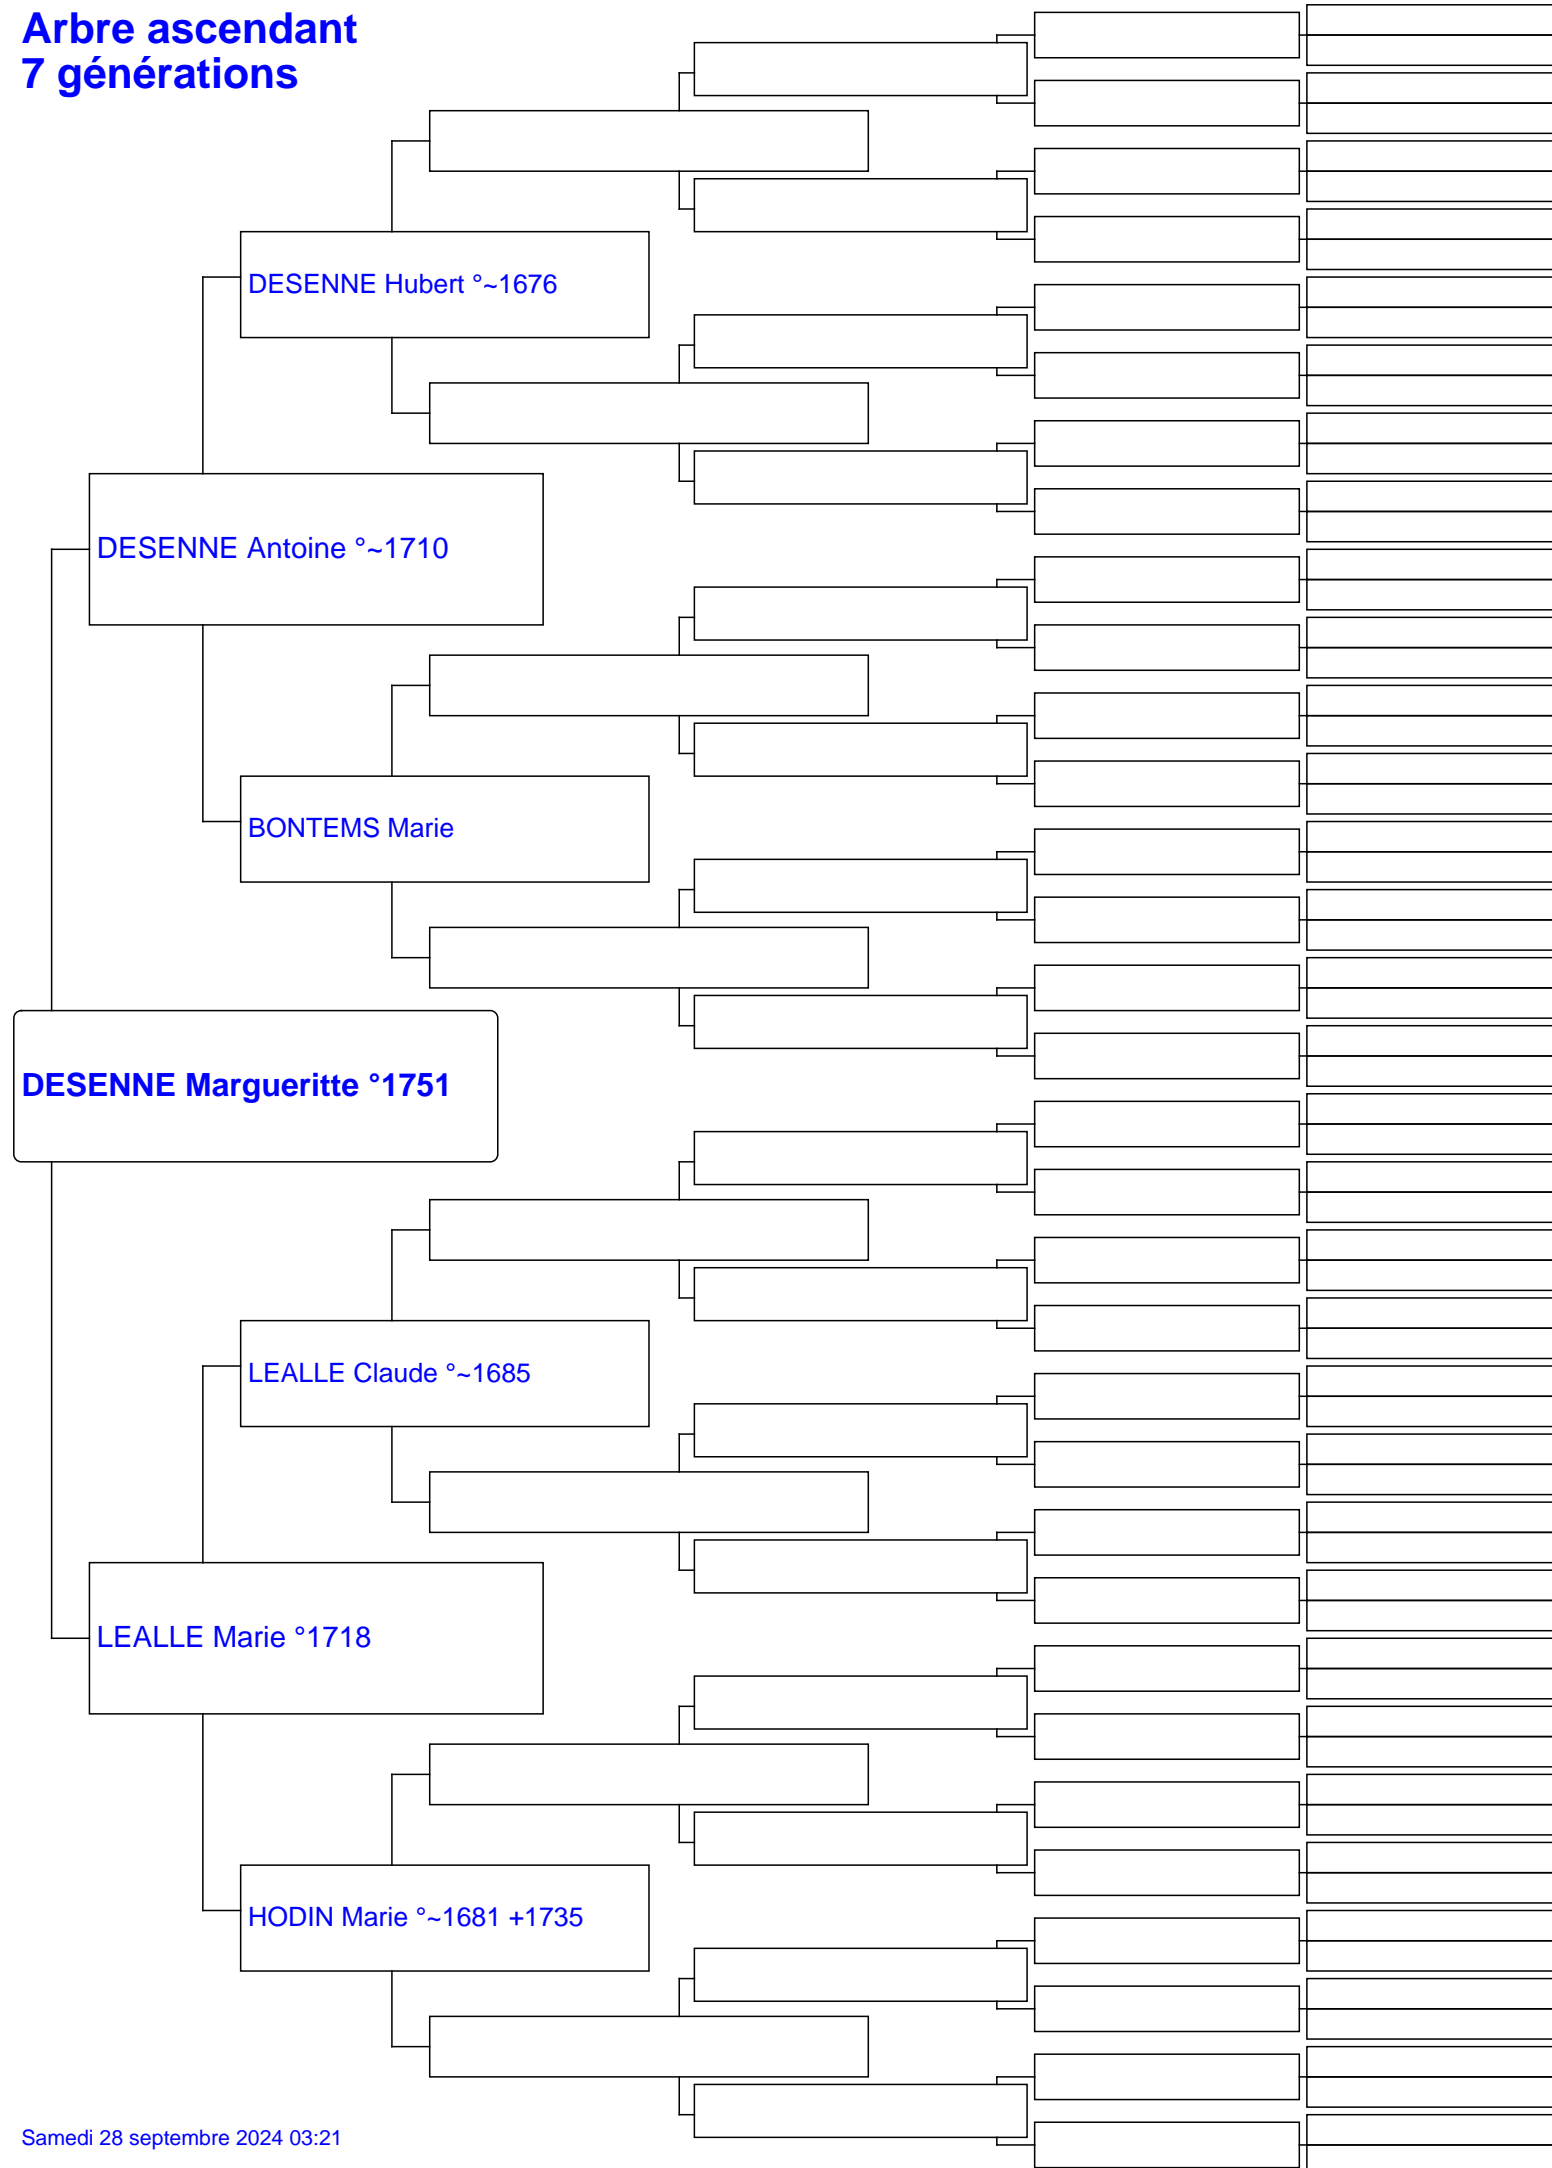 Arbre ascendant
7 générations
DESENNE Hubert °~1676
DESENNE Antoine °~1710
BONTEMS Marie
DESENNE Margueritte °1751
LEALLE Claude °~1685
LEALLE Marie °1718
HODIN Marie °~1681 +1735
Samedi 28 septembre 2024 03:21